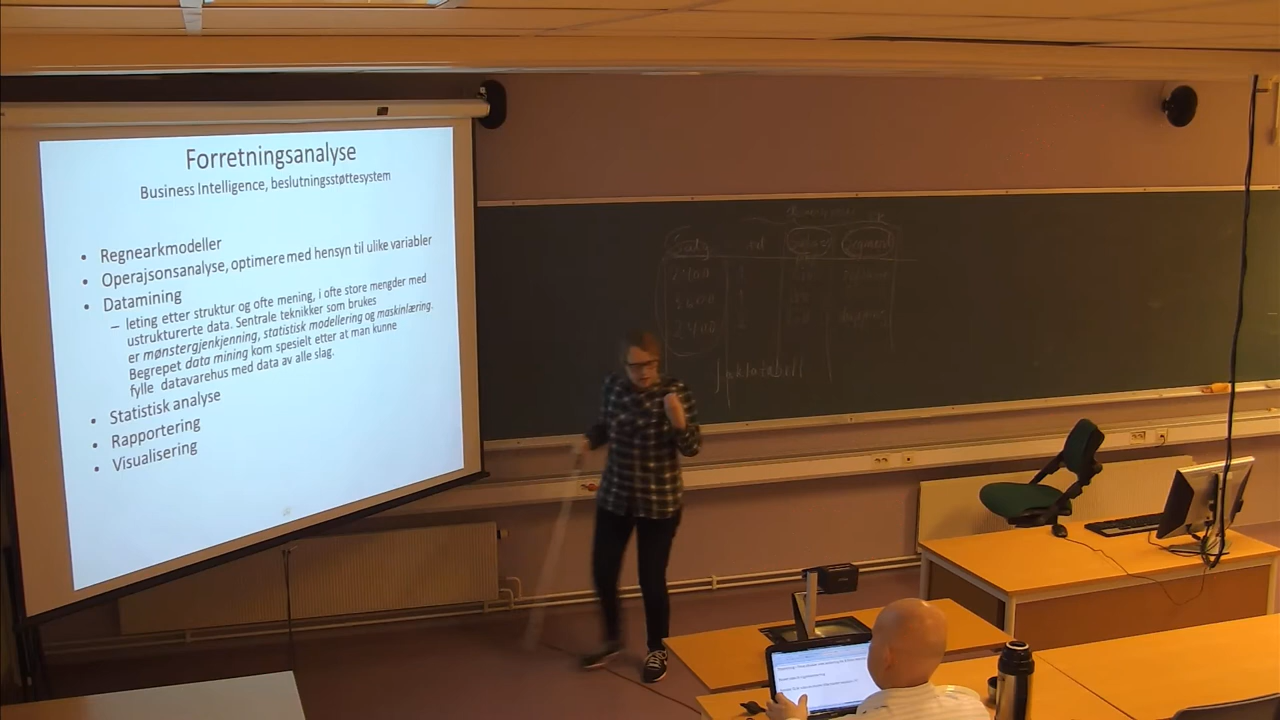 Forretningsanalyse
Business Intelligence, beslutningsstøttesystem
• Regnearkmodeller
• Operajsonsanalyse, optimere med hensyn til ulike variabler
• Datamining
– leting etter struktur og ofte mening, i ofte store mengder med
ustrukturerte data. Sentrale teknikker som brukes
er mønstergjenkjenning, statistisk modellering og maskinlæring.
Begrepet data mining kom spesielt etter at man kunne
fylle datavarehus med data av alle slag.
• Statistisk analyse
• Rapportering
• Visualisering
2400
faktatabell